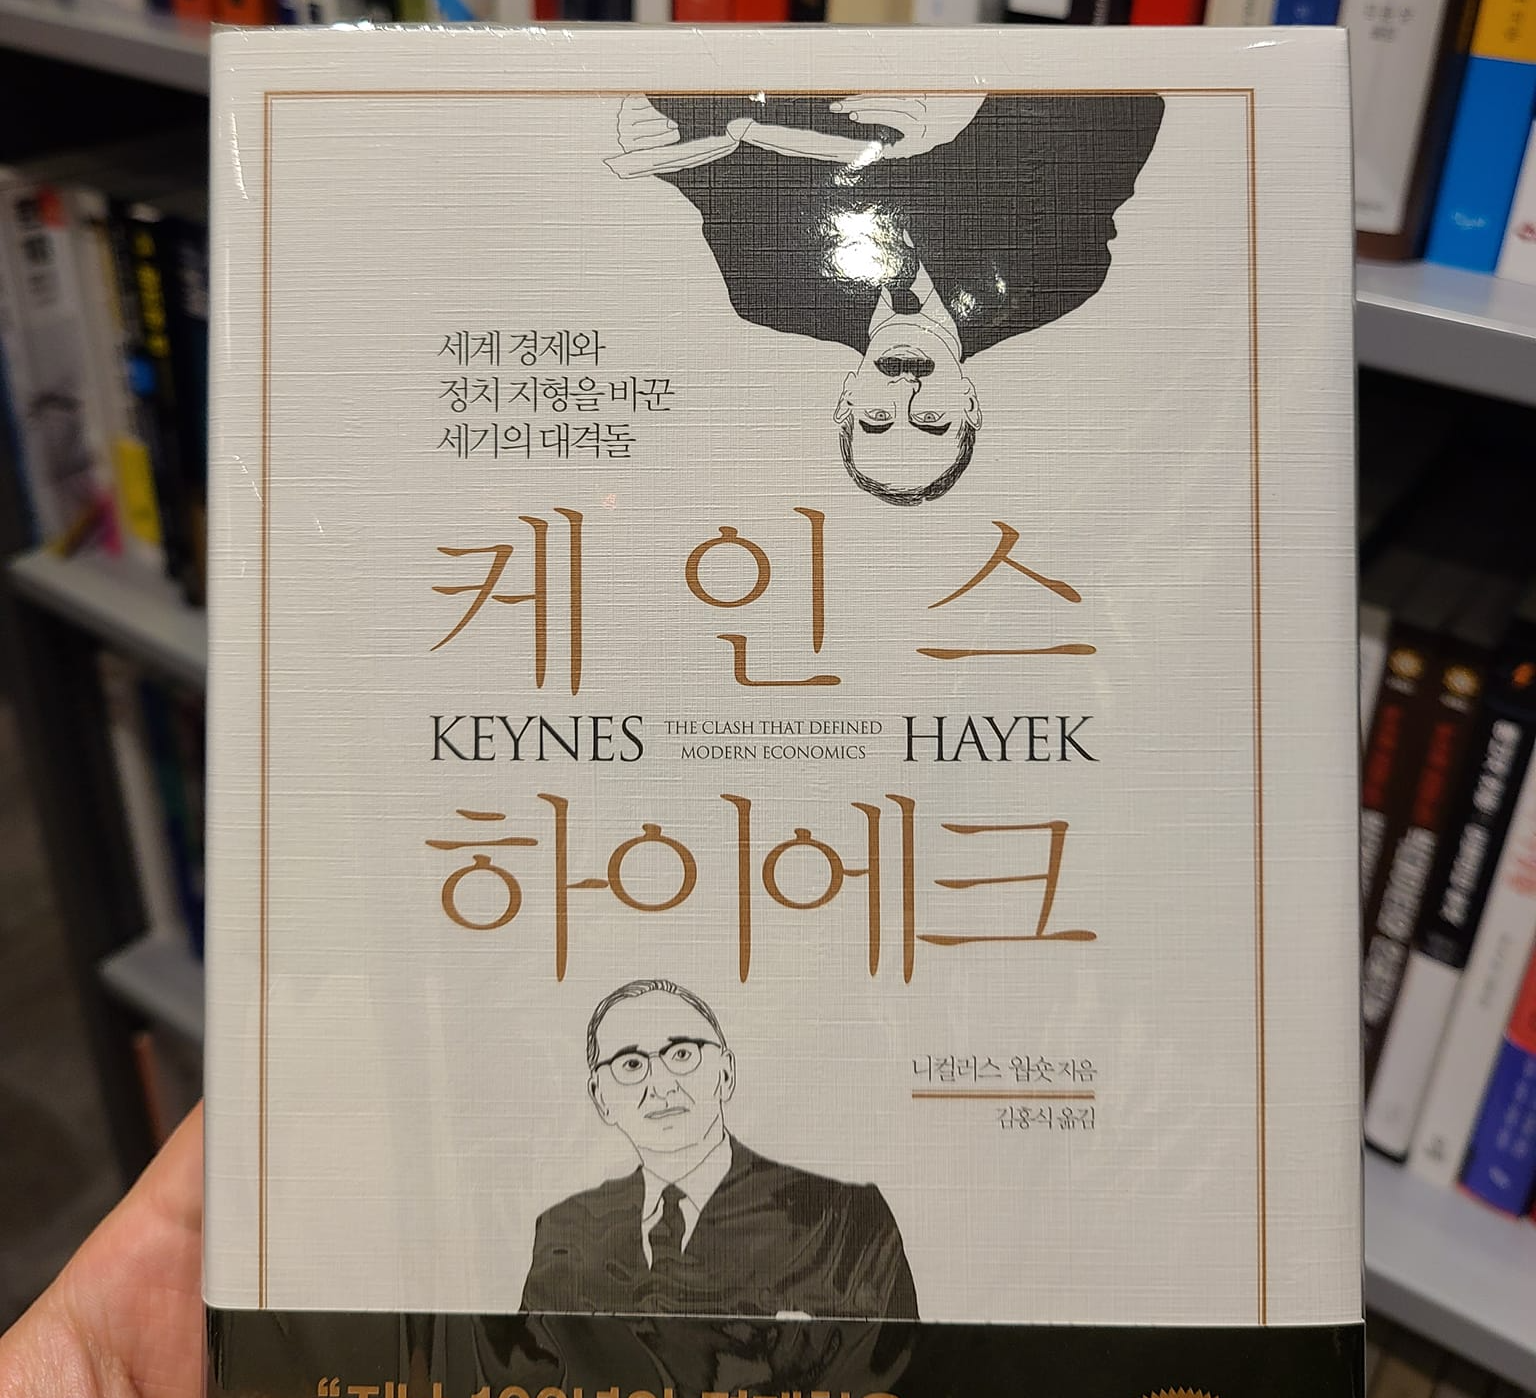 세계 경제와
정치 지형을 바꾼
세기의 대격돌
케인스
KEYNES THE CLASH THAT DEFINED MODERN ECONOMICS HAYEK
하이에크
니컬러스 웝숏 지음
김홍식 옮김